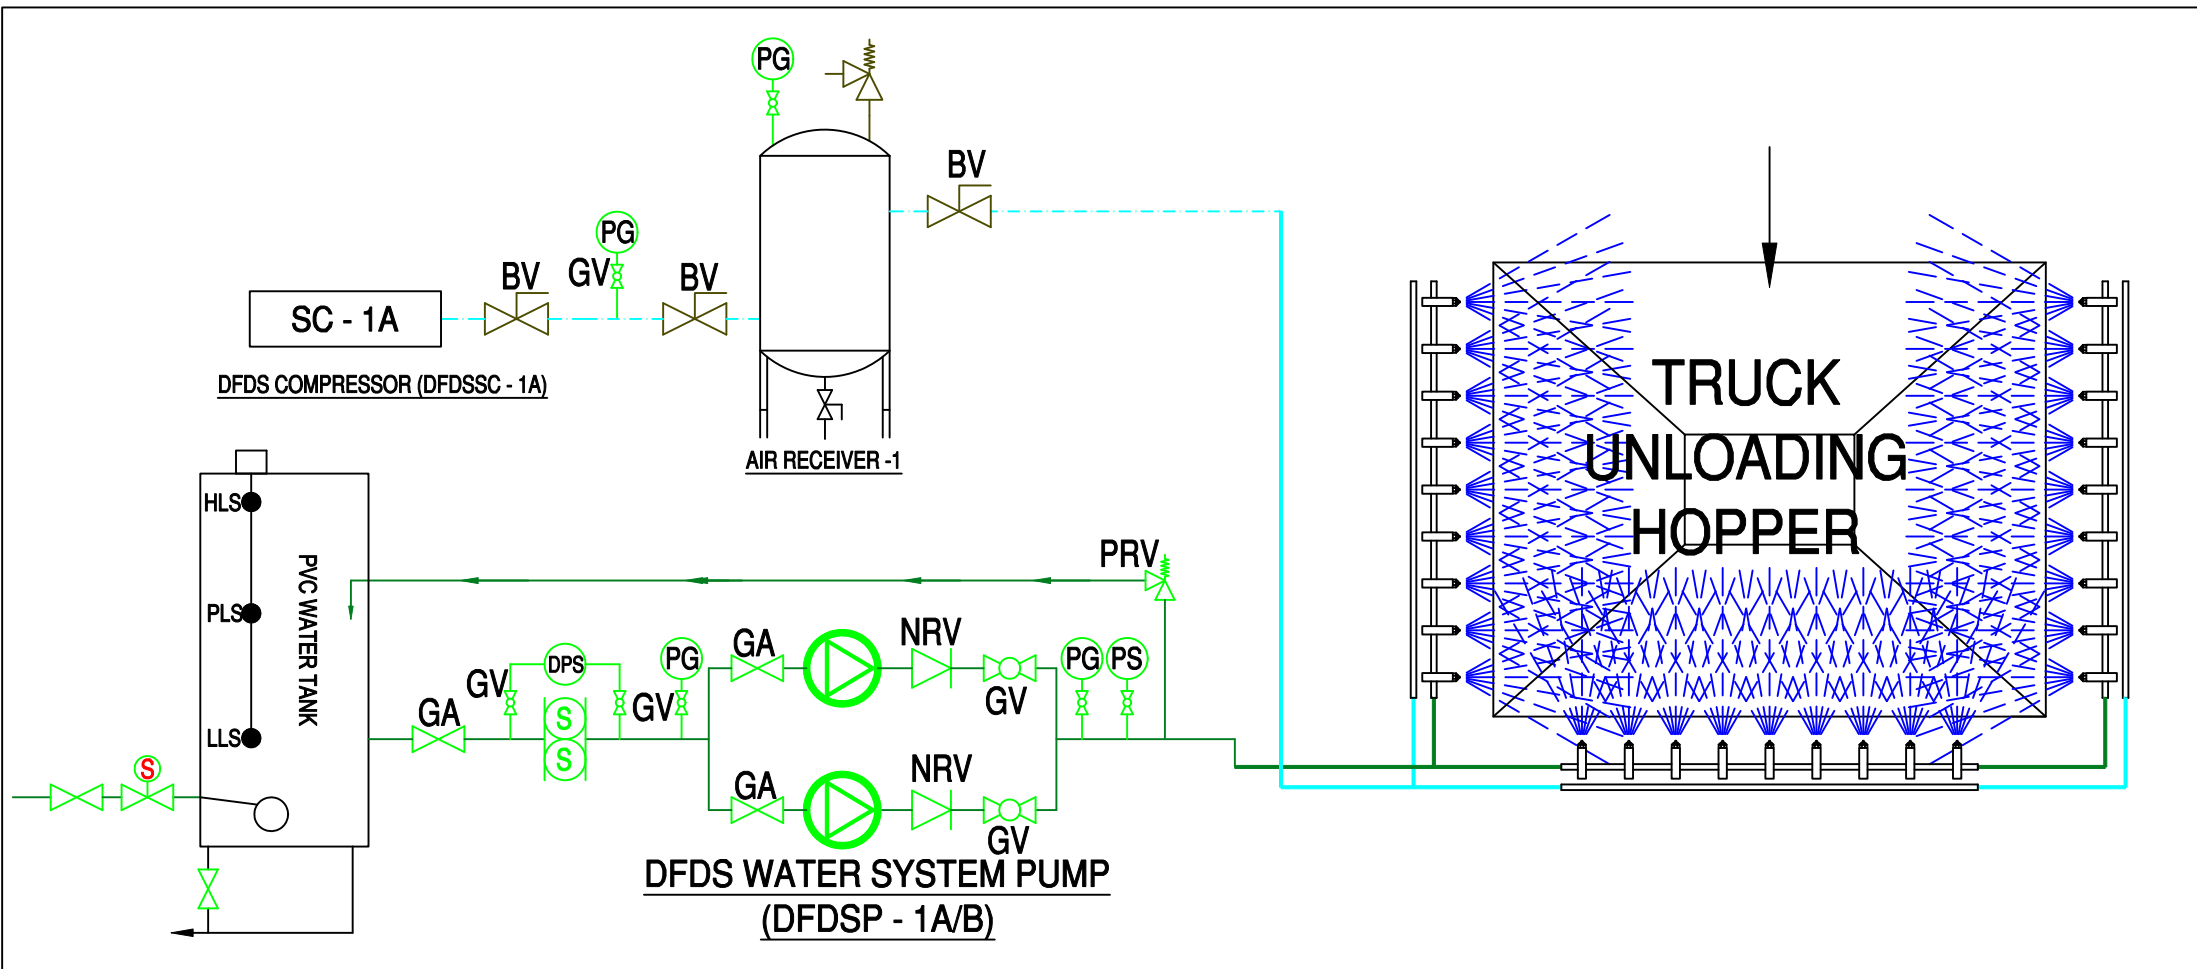 PG
BV
PG
BV
GV
BV
SC - 1A
DFDS COMPRESSOR (DFDSSC - 1A)
AIR RECEIVER -1
TRUCK
UNLOADING
HOPPER
HLS
PLS
LLS
PVC WATER TANK
S
PRV
GA
GV
DPS
S
S
GV
PG
GA
NRV
GV
PG
PS
GA
NRV
GV
DFDS WATER SYSTEM PUMP
(DFDSP - 1A/B)